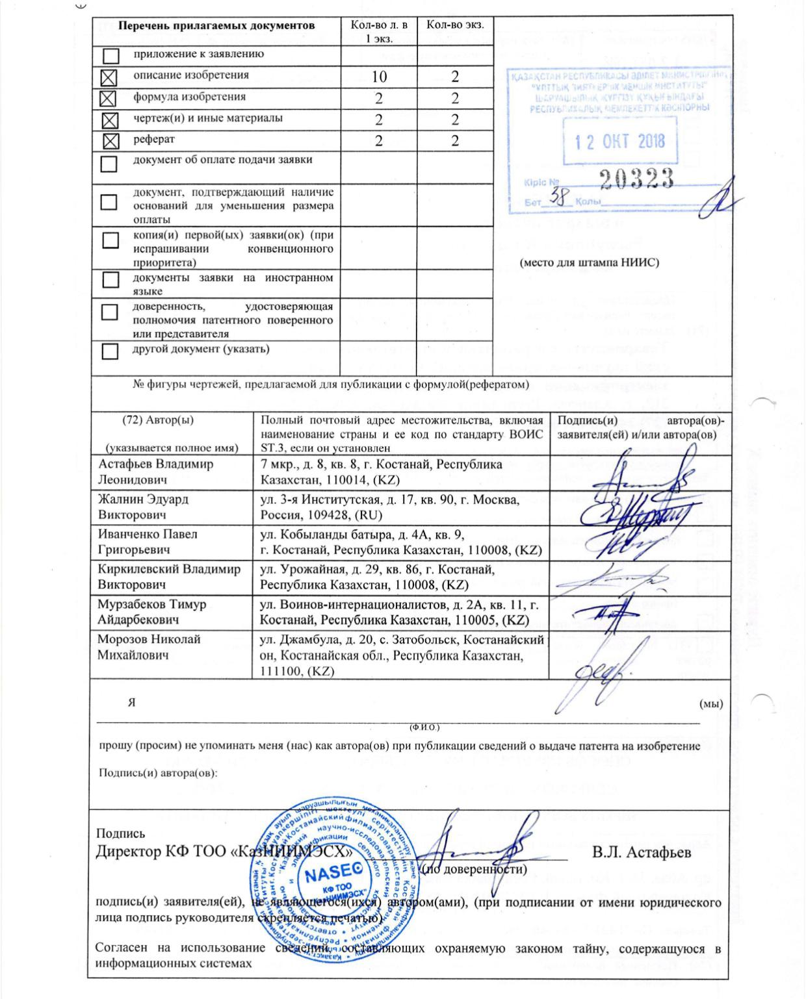 Перечень прилагаемых документов
Кол-во л. в
1 экз.
Кол-во экз.
приложение к заявлению
описание изобретения 10 2
формула изобретения 2 2
чертеж(и) и иные материалы 2 2
реферат 2 2
документ об оплате подачи заявки
документ, подтверждающий наличие
оснований для уменьшения размера
оплаты
копия(и) первой(ых) заявки(ок) (при
испрашивании конвенционного
приоритета)
документы заявки на иностранном
языке
доверенность, удостоверяющая
полномочия патентного поверенного
или представителя
другой документ (указать)
ҚАЗАҚСТАН РЕСПУБЛИКАСЫ ӘДІЛЕТ МИНИСТРЛІГІНІҢ
"ҰЛТТЫҚ ЗИЯТКЕРЛІК МЕНШІК ИНСТИТУТЫ"
ШАРУАШЫЛЫҚ ЖҮРГІЗУ ҚҰҚЫҒЫНДАҒЫ
РЕСПУБЛИКАЛЫҚ МЕМЛЕКЕТТІК КӘСІПОРНЫ
12 ОКТ 2018
Кіріс № 20323
Бет 38 Қолы
(место для штампа НИИС)
№ фигуры чертежей, предлагаемой для публикации с формулой(рефератом)
(72) Автор(ы)
(указывается полное имя)
Полный почтовый адрес местожительства, включая
наименование страны и ее код по стандарту ВОИС
ST.3, если он установлен
Подпись(и) автора(ов)-
заявителя(ей) и/или автора(ов)
Астафьев Владимир
Леонидович
7 мкр., д. 8, кв. 8, г. Костанай, Республика
Казахстан, 110014, (KZ)
Жалнин Эдуард
Викторович
ул. 3-я Институтская, д. 17, кв. 90, г. Москва,
Россия, 109428, (RU)
Иванченко Павел
Григорьевич
ул. Кобыланды батыра, д. 4А, кв. 9,
г. Костанай, Республика Казахстан, 110008, (KZ)
Киркилевский Владимир
Викторович
ул. Урожайная, д. 29, кв. 86, г. Костанай,
Республика Казахстан, 110008, (KZ)
Мурзабеков Тимур
Айдарбекович
ул. Воинов-интернационалистов, д. 2А, кв. 11, г.
Костанай, Республика Казахстан, 110005, (KZ)
Морозов Николай
Михайлович
ул. Джамбула, д. 20, с. Затобольск, Костанайский
он, Костанайская обл., Республика Казахстан,
111100, (KZ)
Я (мы)
(Ф.И.О.)
прошу (просим) не упоминать меня (нас) как автора(ов) при публикации сведений о выдаче патента на изобретение
Подпись(и) автора(ов):
Подпись
Директор КФ ТОО «КазНИИМЭСХ» В.Л. Астафьев
(по доверенности)
NASEC
КФ ТОО
"КазНИИМЭСХ"
подпись(и) заявителя(ей), не являющегося(ихся) автором(ами), (при подписании от имени юридического
лица подпись руководителя скрепляется печатью)
Согласен на использование сведений, составляющих охраняемую законом тайну, содержащуюся в
информационных системах